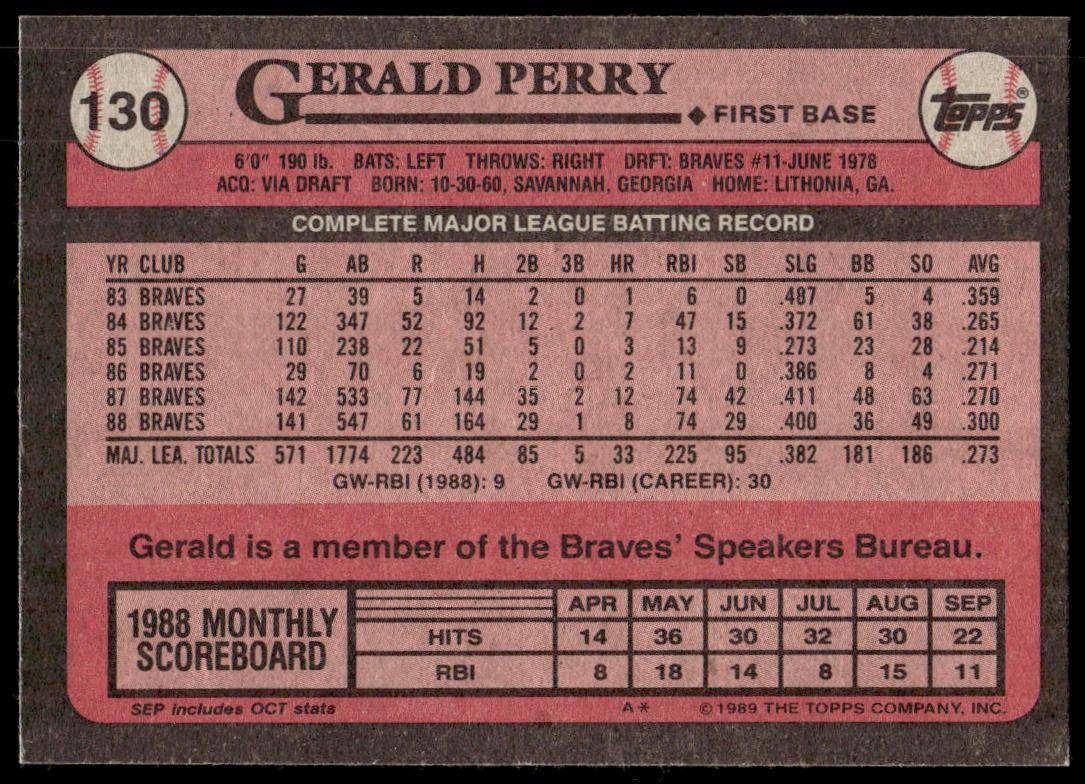 130
GERALD PERRY
◆ FIRST BASE
topps®
6'0" 190 lb. BATS: LEFT THROWS: RIGHT DRFT: BRAVES #11-JUNE 1978
ACQ: VIA DRAFT BORN: 10-30-60, SAVANNAH, GEORGIA HOME: LITHONIA, GA.
COMPLETE MAJOR LEAGUE BATTING RECORD
YR CLUB G AB R H 2B 3B HR RBI SB SLG BB SO AVG
83 BRAVES 27 39 5 14 2 0 1 6 0 .487 5 4 .359
84 BRAVES 122 347 52 92 12 2 7 47 15 .372 61 38 .265
85 BRAVES 110 238 22 51 5 0 3 13 9 .273 23 28 .214
86 BRAVES 29 70 6 19 2 0 2 11 0 .386 8 4 .271
87 BRAVES 142 533 77 144 35 2 12 74 42 .411 48 63 .270
88 BRAVES 141 547 61 164 29 1 8 74 29 .400 36 49 .300
MAJ. LEA. TOTALS 571 1774 223 484 85 5 33 225 95 .382 181 186 .273
GW-RBI (1988): 9 GW-RBI (CAREER): 30
Gerald is a member of the Braves' Speakers Bureau.
1988 MONTHLY
SCOREBOARD
APR MAY JUN JUL AUG SEP
HITS 14 36 30 32 30 22
RBI 8 18 14 8 15 11
SEP includes OCT stats A* © 1989 THE TOPPS COMPANY, INC.